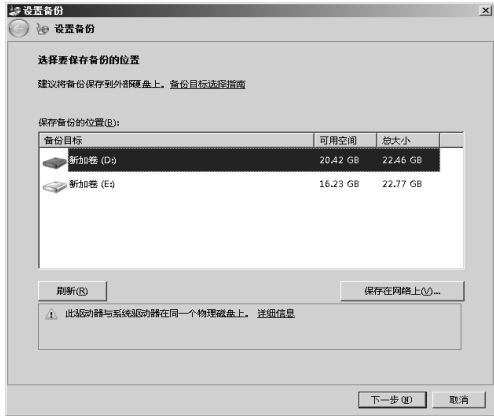 设置备份
设置备份
选择要保存备份的位置
建议将备份保存到外部硬盘上。备份目标选择指南
保存备份的位置(B):
备份目标 可用空间 总大小
新加卷 (D:) 20.42 GB 22.46 GB
新加卷 (E:) 16.23 GB 22.77 GB
刷新(R) 保存在网络上(V)...
此驱动器与系统驱动器在同一个物理磁盘上。 详细信息
下一步(N) 取消